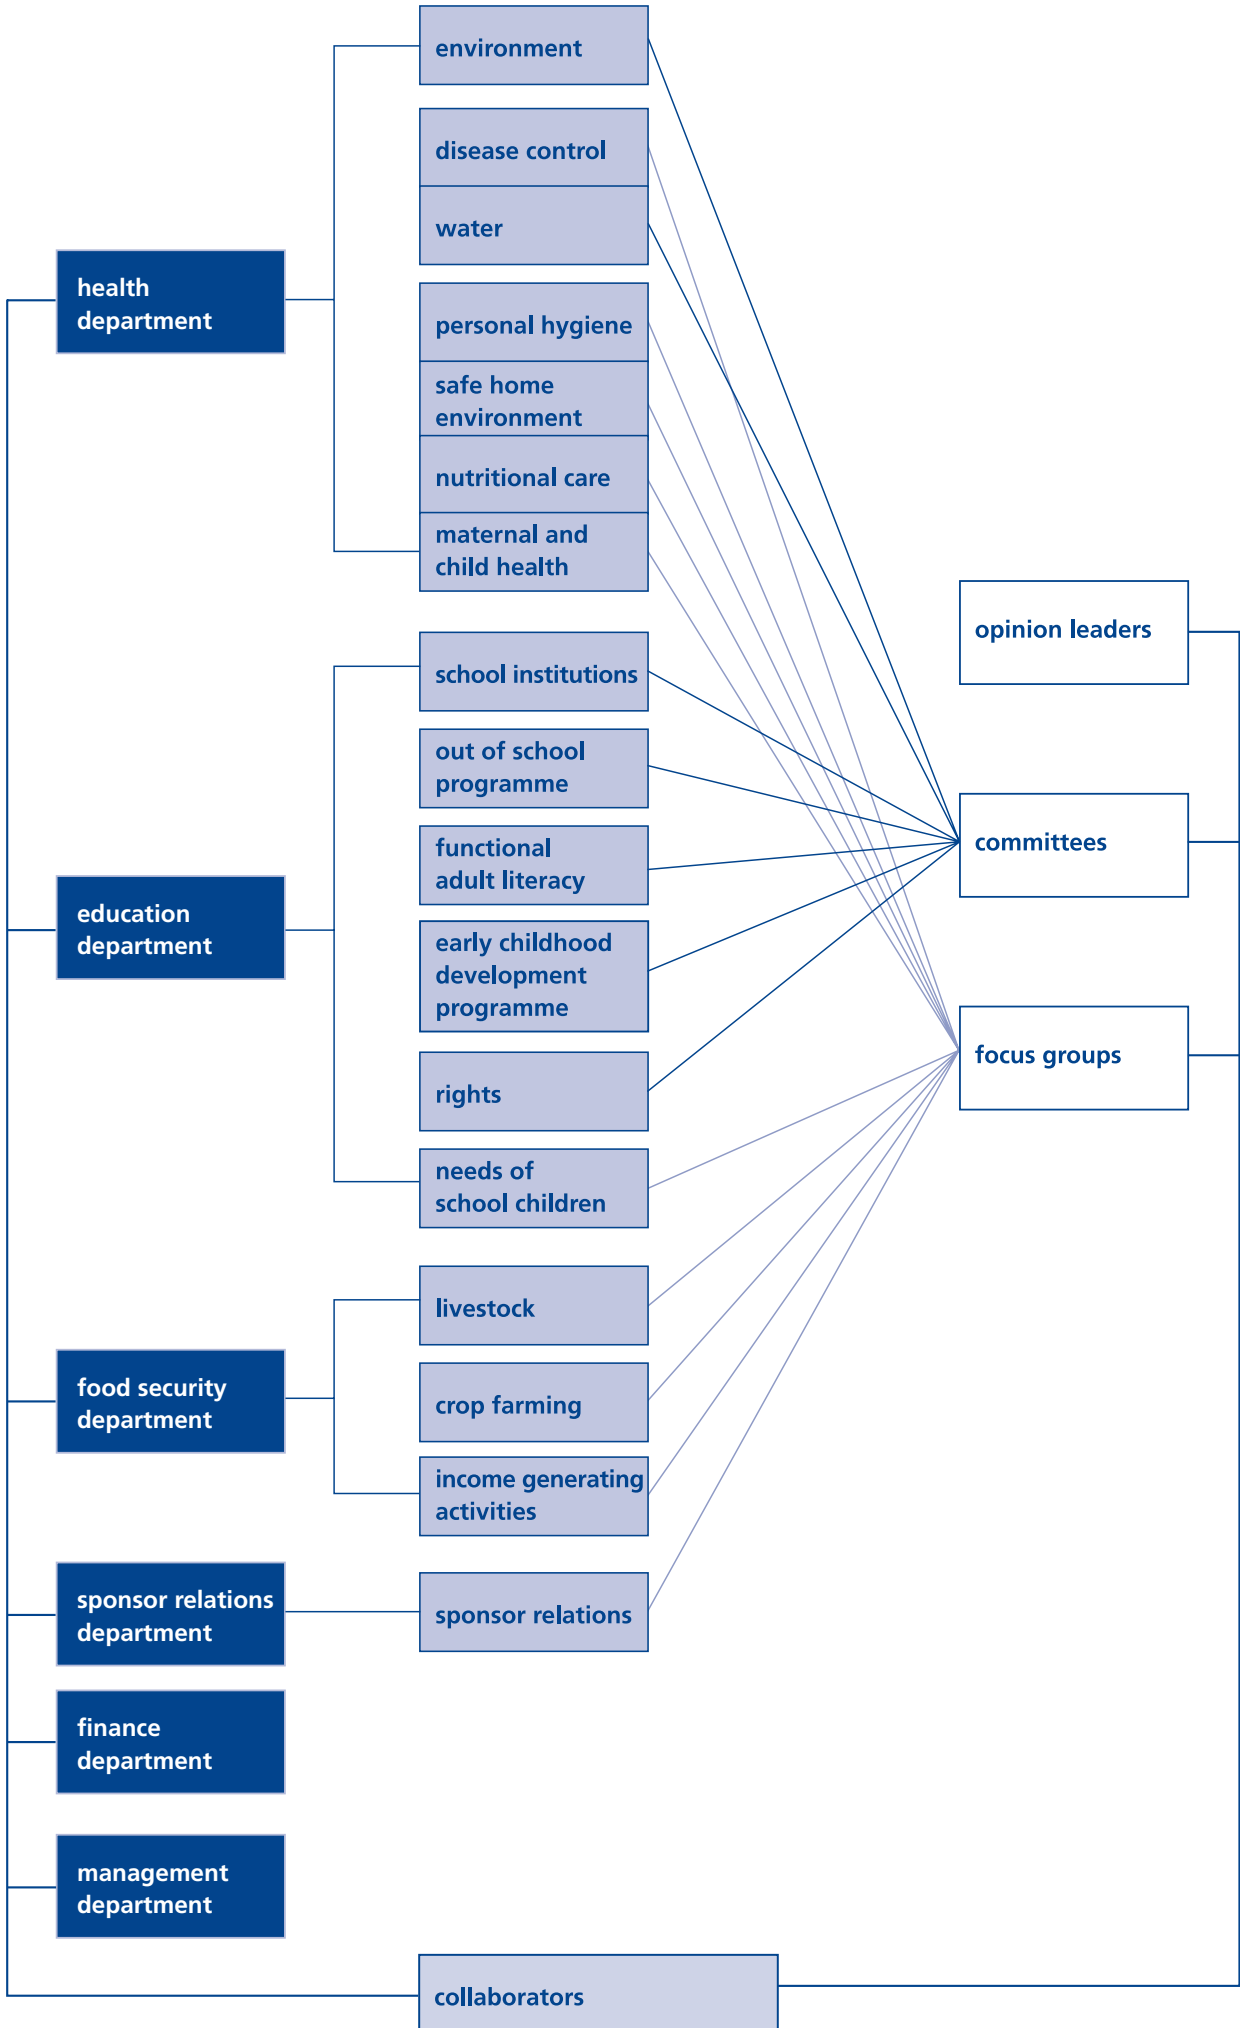 environment
disease control
water
health
department
personal hygiene
safe home
environment
nutritional care
maternal and
child health
opinion leaders
school institutions
out of school
programme
committees
functional
adult literacy
education
department
early childhood
development
programme
focus groups
rights
needs of
school children
livestock
food security
department
crop farming
income generating
activities
sponsor relations
department
sponsor relations
finance
department
management
department
collaborators